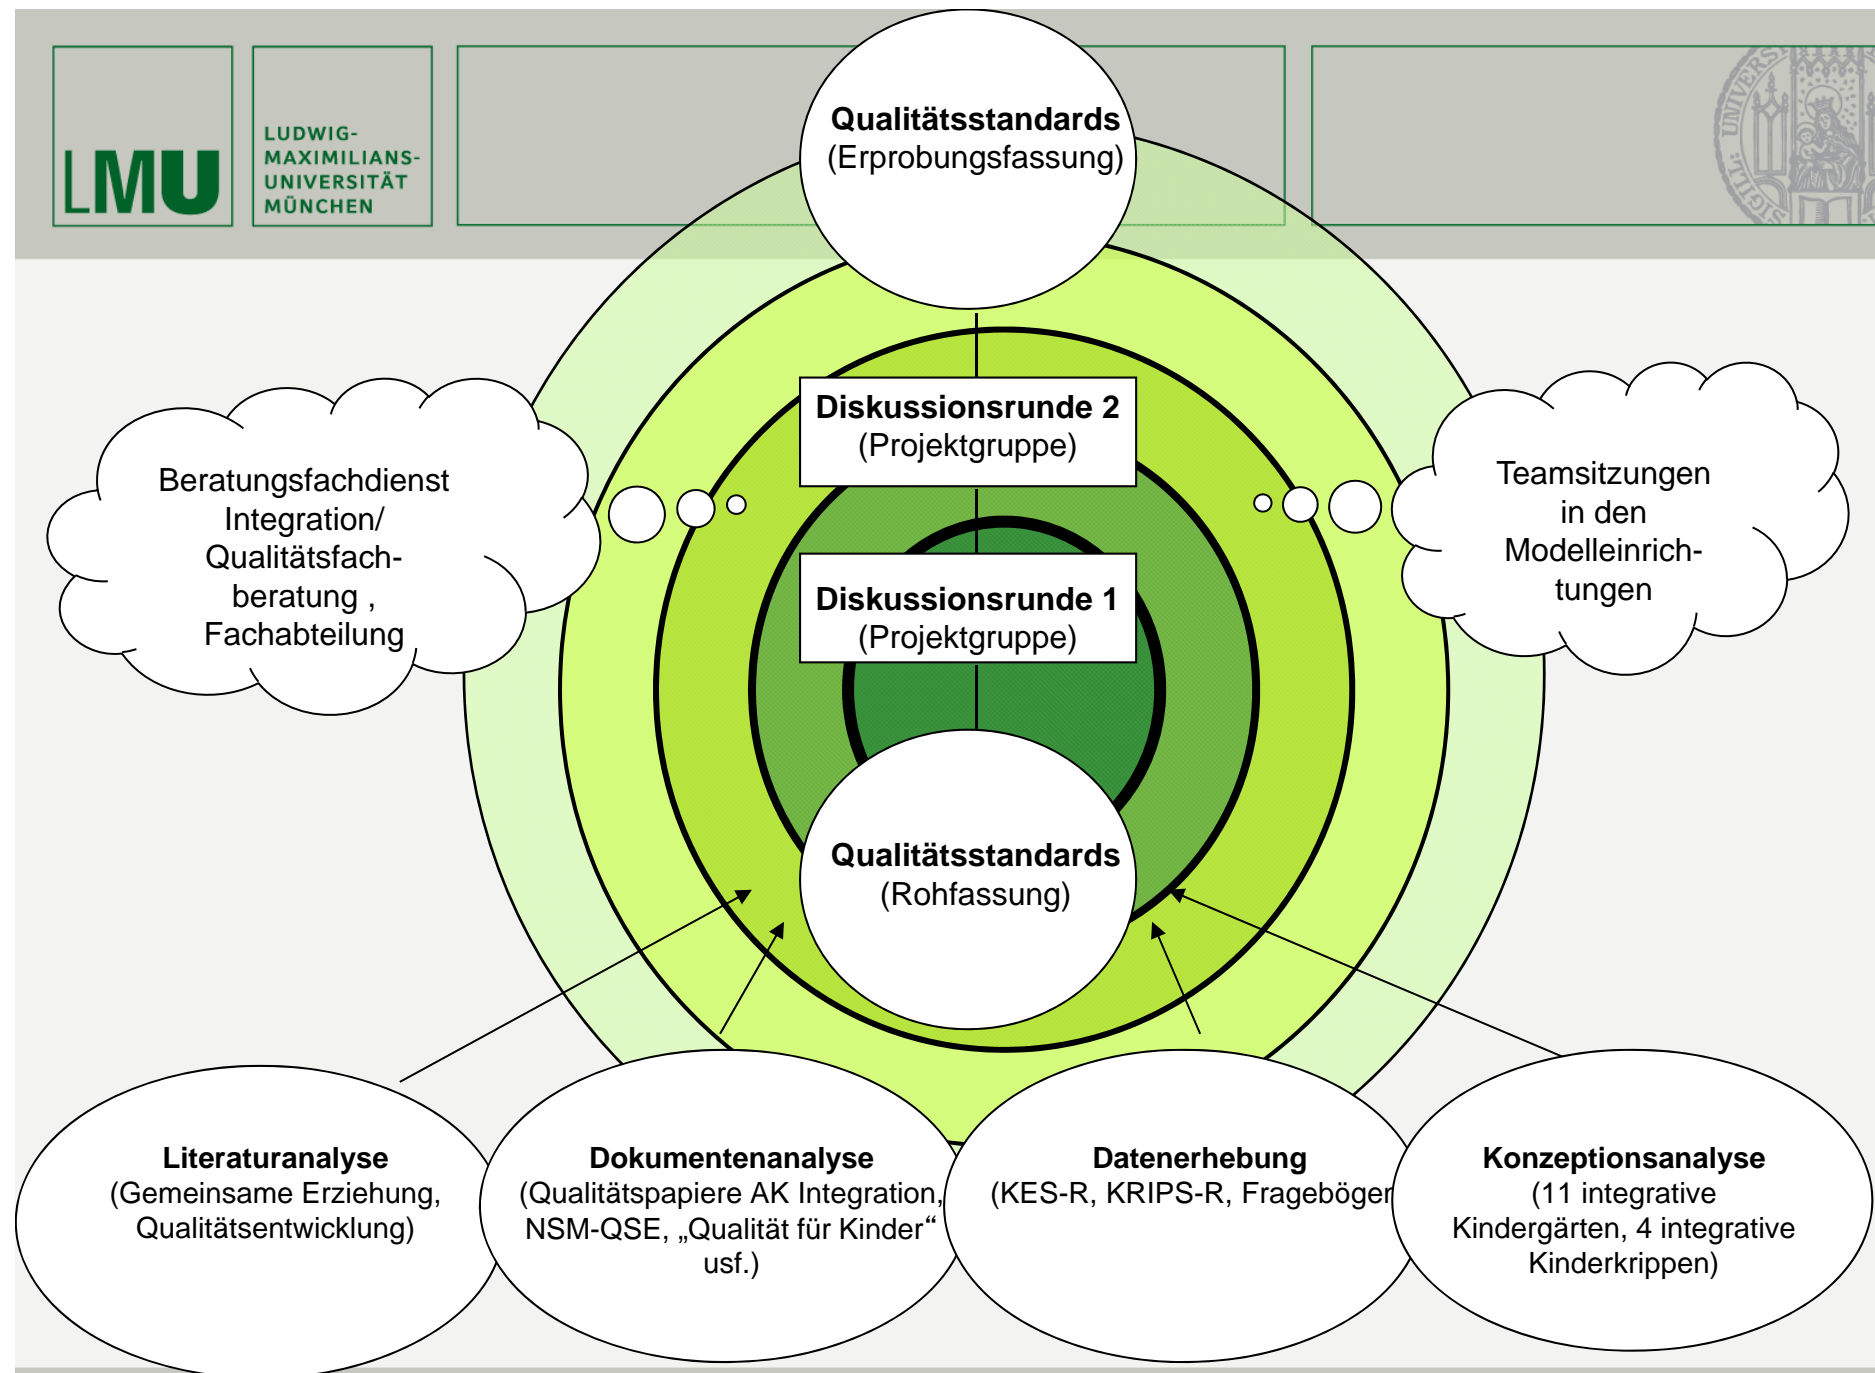 LMU
LUDWIG-
MAXIMILIANS-
UNIVERSITÄT
MÜNCHEN
Qualitätsstandards
(Erprobungsfassung)
Diskussionsrunde 2
(Projektgruppe)
Beratungsfachdienst
Integration/
Qualitätsfach-
beratung ,
Fachabteilung
Teamsitzungen
in den
Modelleinrich-
tungen
Diskussionsrunde 1
(Projektgruppe)
Qualitätsstandards
(Rohfassung)
Literaturanalyse
(Gemeinsame Erziehung,
Qualitätsentwicklung)
Dokumentenanalyse
(Qualitätspapiere AK Integration,
NSM-QSE, „Qualität für Kinder“
usf.)
Datenerhebung
(KES-R, KRIPS-R, Fragebögen
Konzeptionsanalyse
(11 integrative
Kindergärten, 4 integrative
Kinderkrippen)